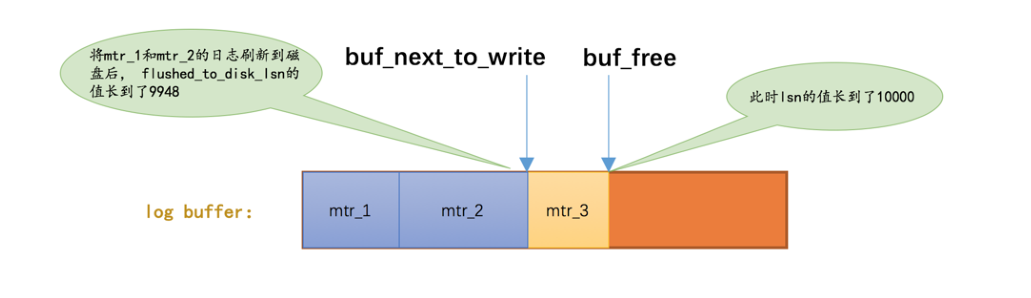 将mtr_1和mtr_2的日志刷新到磁
盘后， flushed_to_disk_lsn的
值长到了9948
buf_next_to_write
buf_free
此时lsn的值长到了10000
log buffer：
mtr_1
mtr_2
mtr_3